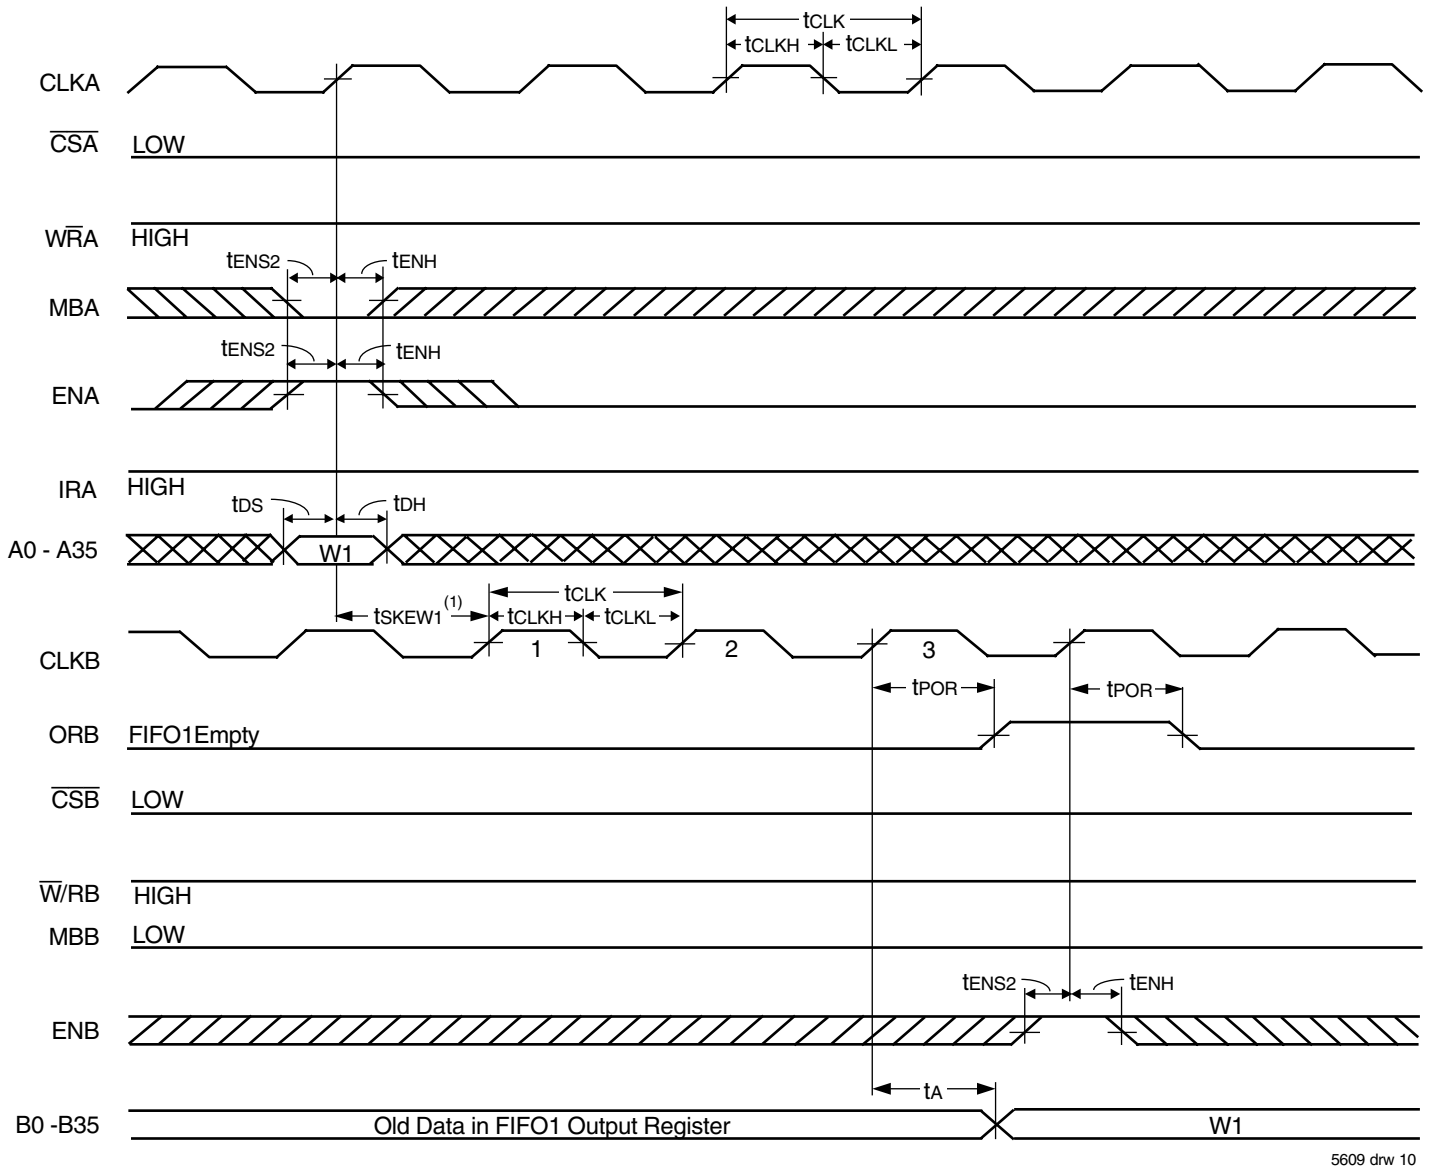 tCLK
tCLKH tCLKL
CLKA
CSA LOW
WRA HIGH
tENS2 tENH
MBA
tENS2 tENH
ENA
IRA HIGH
tDS tDH
A0 - A35 W1
tCLK
tSKEW1 (1) tCLKH tCLKL
CLKB 1 2 3
tPOR tPOR
ORB FIFO1Empty
CSB LOW
W/RB HIGH
MBB LOW
tENS2 tENH
ENB
tA
B0 -B35 Old Data in FIFO1 Output Register W1
5609 drw 10